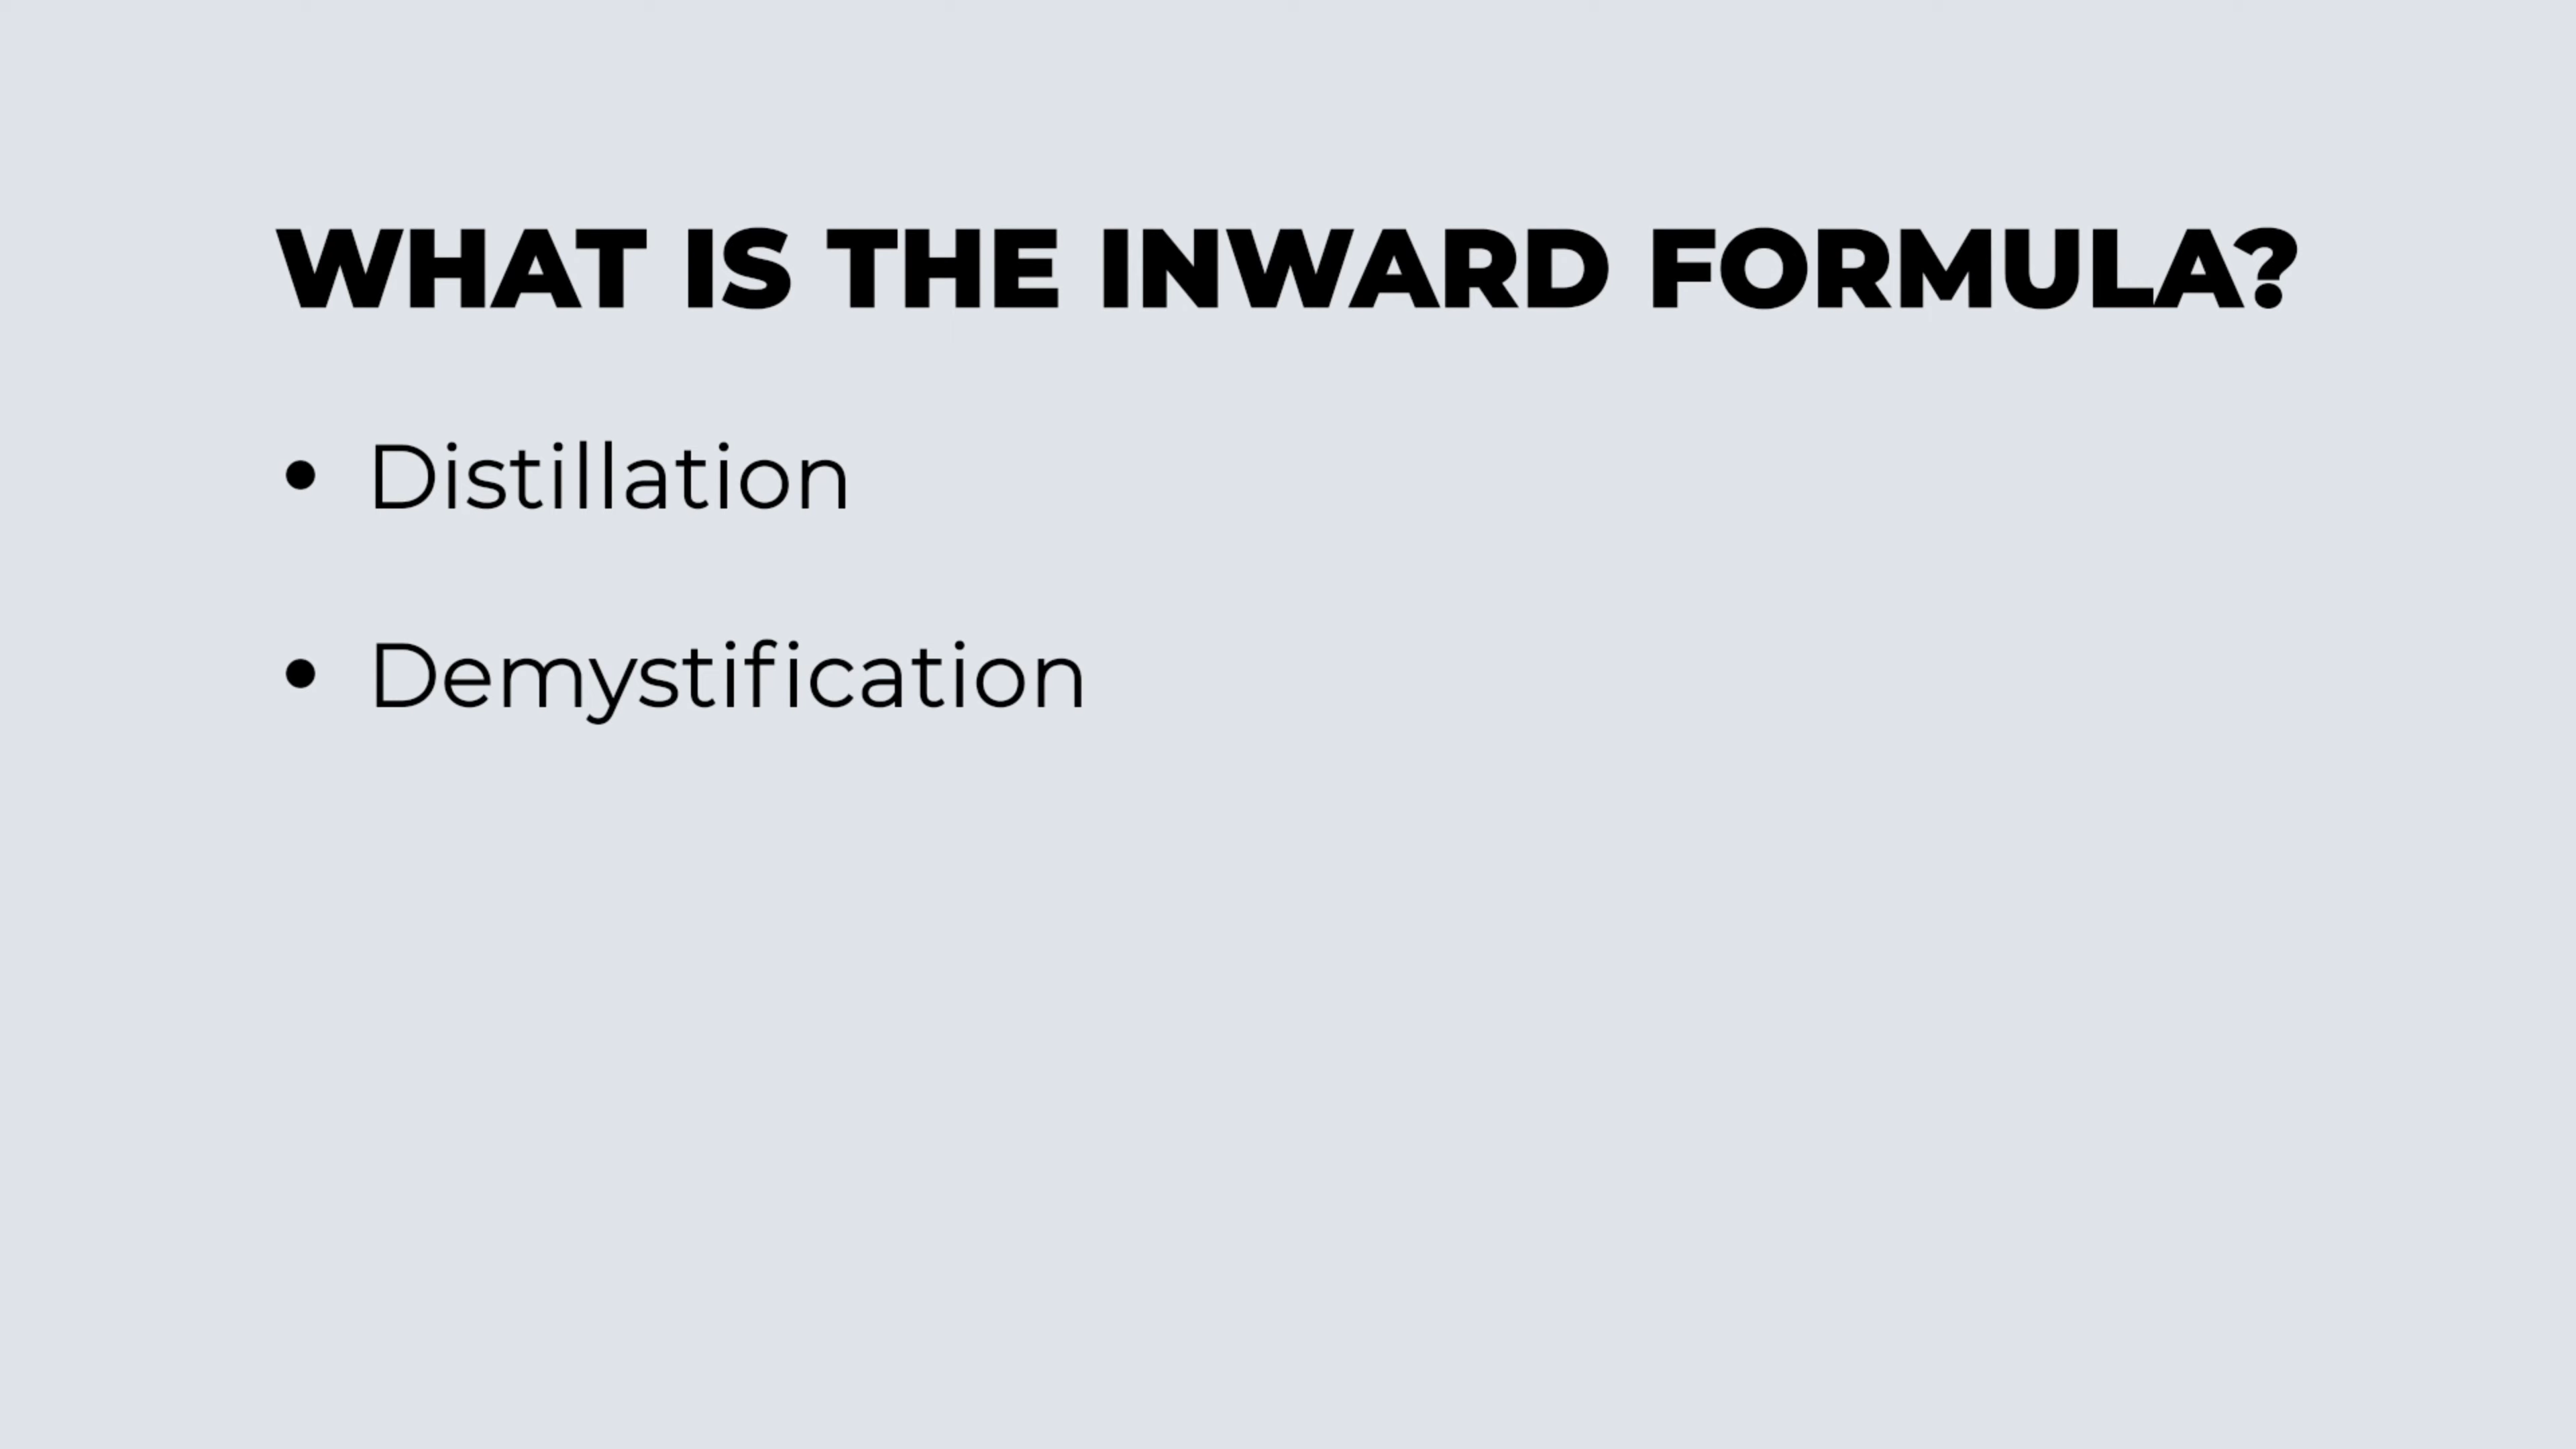 WHAT IS THE INWARD FORMULA?
• Distillation
• Demystification